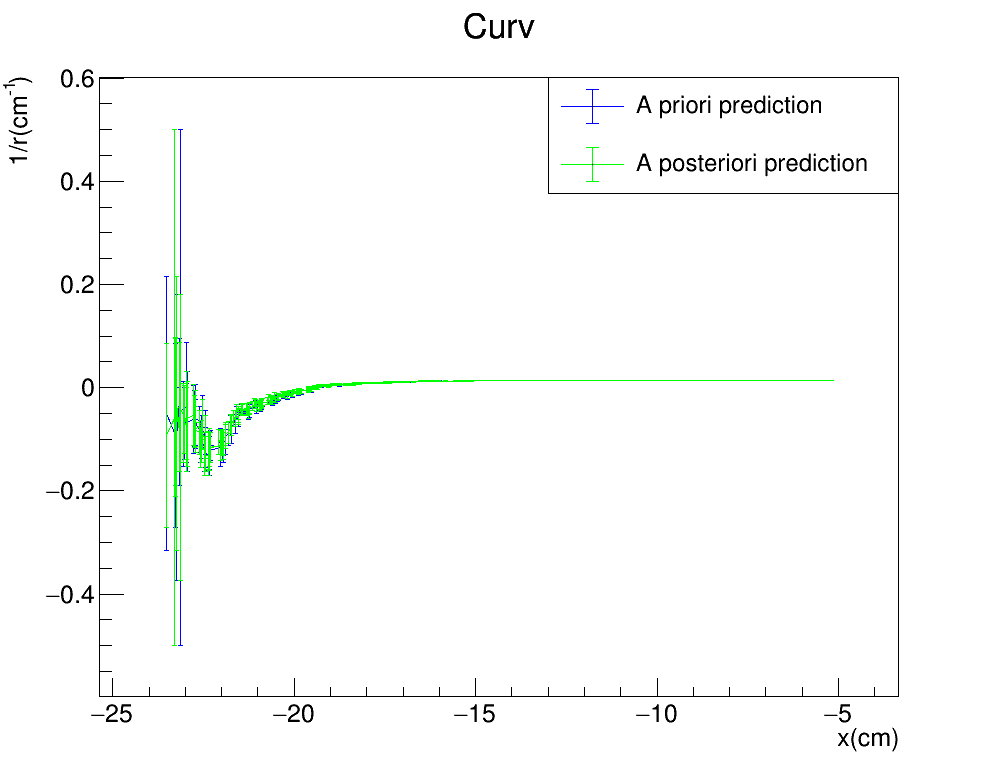 Curv
1/r(cm⁻¹)
0.6
0.4
0.2
0
−0.2
−0.4
A priori prediction
A posteriori prediction
−25 −20 −15 −10 −5
x(cm)